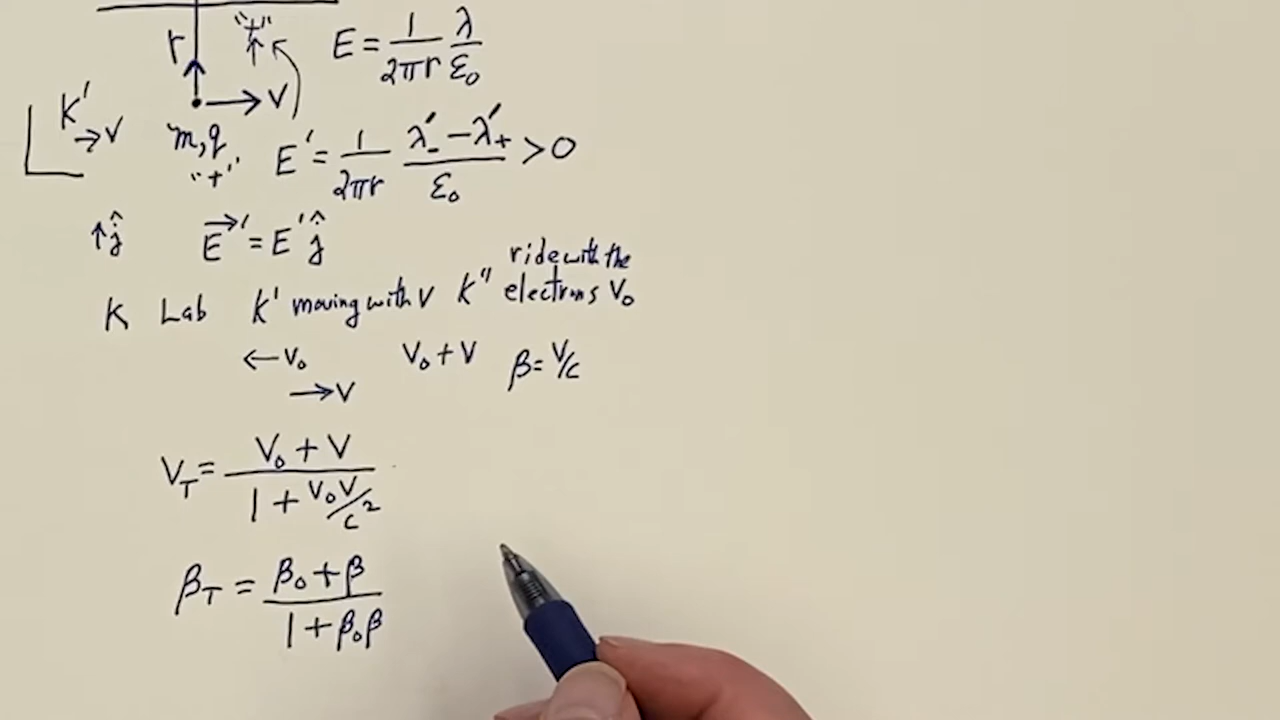 r "+" E = 1/2πr λ/ε₀
K' → V m, q → V
"+" E' = 1/2πr (λ'₋ − λ'₊)/ε₀ > 0
↑ĵ E⃗' = E' ĵ
K Lab K' moving with V K'' ride with the electrons V₀
← V₀ V₀ + V β = V/c
→ V
V_T = (V₀ + V)/(1 + V₀V/c²)
β_T = (β₀ + β)/(1 + β₀β)